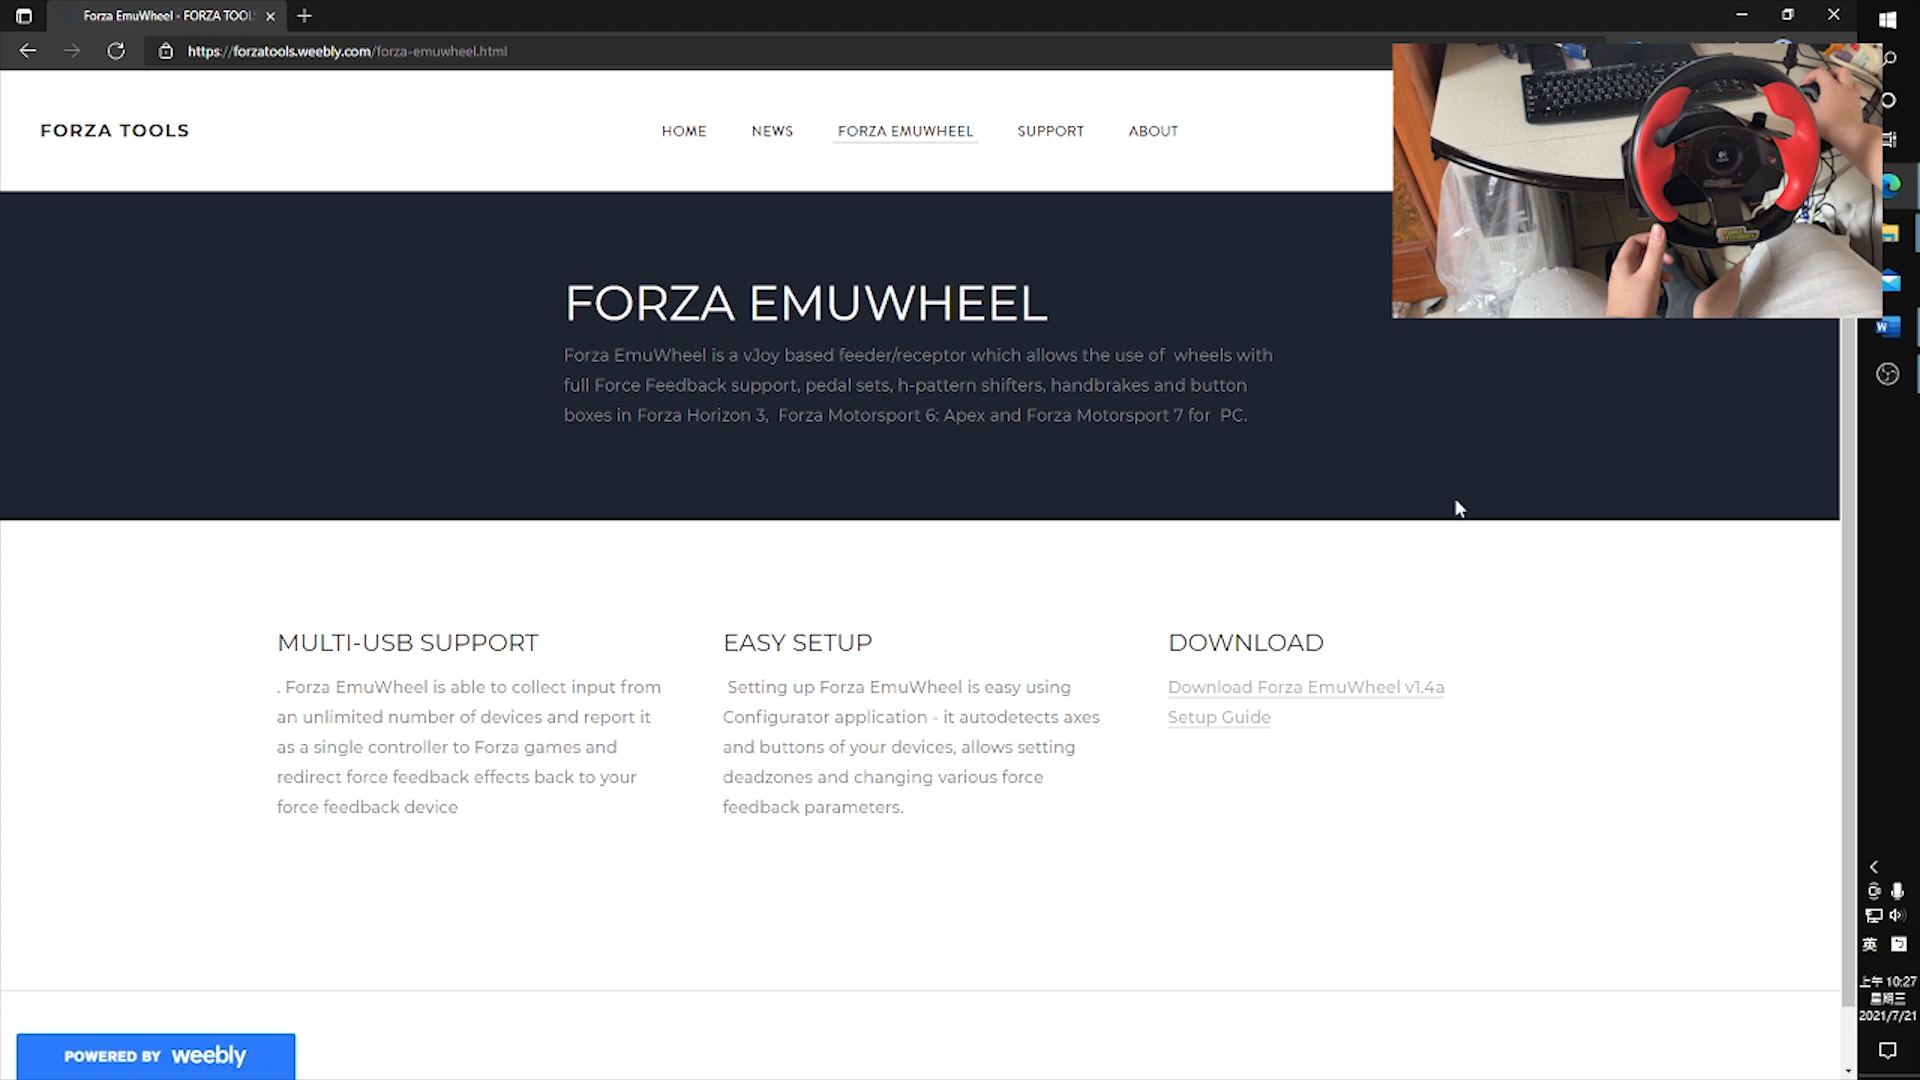 Forza EmuWheel - FORZA TOOL
https://forzatools.weebly.com/forza-emuwheel.html
FORZA TOOLS
HOME
NEWS
FORZA EMUWHEEL
SUPPORT
ABOUT
FORZA EMUWHEEL
Forza EmuWheel is a vJoy based feeder/receptor which allows the use of  wheels with
full Force Feedback support, pedal sets, h-pattern shifters, handbrakes and button
boxes in Forza Horizon 3,  Forza Motorsport 6: Apex and Forza Motorsport 7 for  PC.
MULTI-USB SUPPORT
. Forza EmuWheel is able to collect input from
an unlimited number of devices and report it
as a single controller to Forza games and
redirect force feedback effects back to your
force feedback device
EASY SETUP
Setting up Forza EmuWheel is easy using
Configurator application - it autodetects axes
and buttons of your devices, allows setting
deadzones and changing various force
feedback parameters.
DOWNLOAD
Download Forza EmuWheel v1.4a
Setup Guide
POWERED BY weebly
W
英
上午 10:27
星期三
2021/7/21